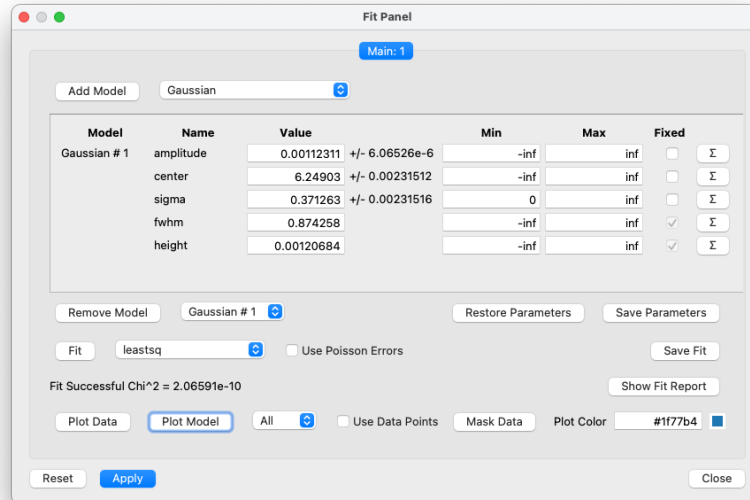 Fit Panel
Main: 1
Add Model Gaussian
Model Name Value Min Max Fixed
Gaussian # 1 amplitude 0.00112311 +/- 6.06526e-6 -inf inf Σ
center 6.24903 +/- 0.00231512 -inf inf Σ
sigma 0.371263 +/- 0.00231516 0 inf Σ
fwhm 0.874258 -inf inf Σ
height 0.00120684 -inf inf Σ
Remove Model Gaussian # 1 Restore Parameters Save Parameters
Fit leastsq Use Poisson Errors Save Fit
Fit Successful Chi^2 = 2.06591e-10 Show Fit Report
Plot Data Plot Model All Use Data Points Mask Data Plot Color #1f77b4
Reset Apply Close